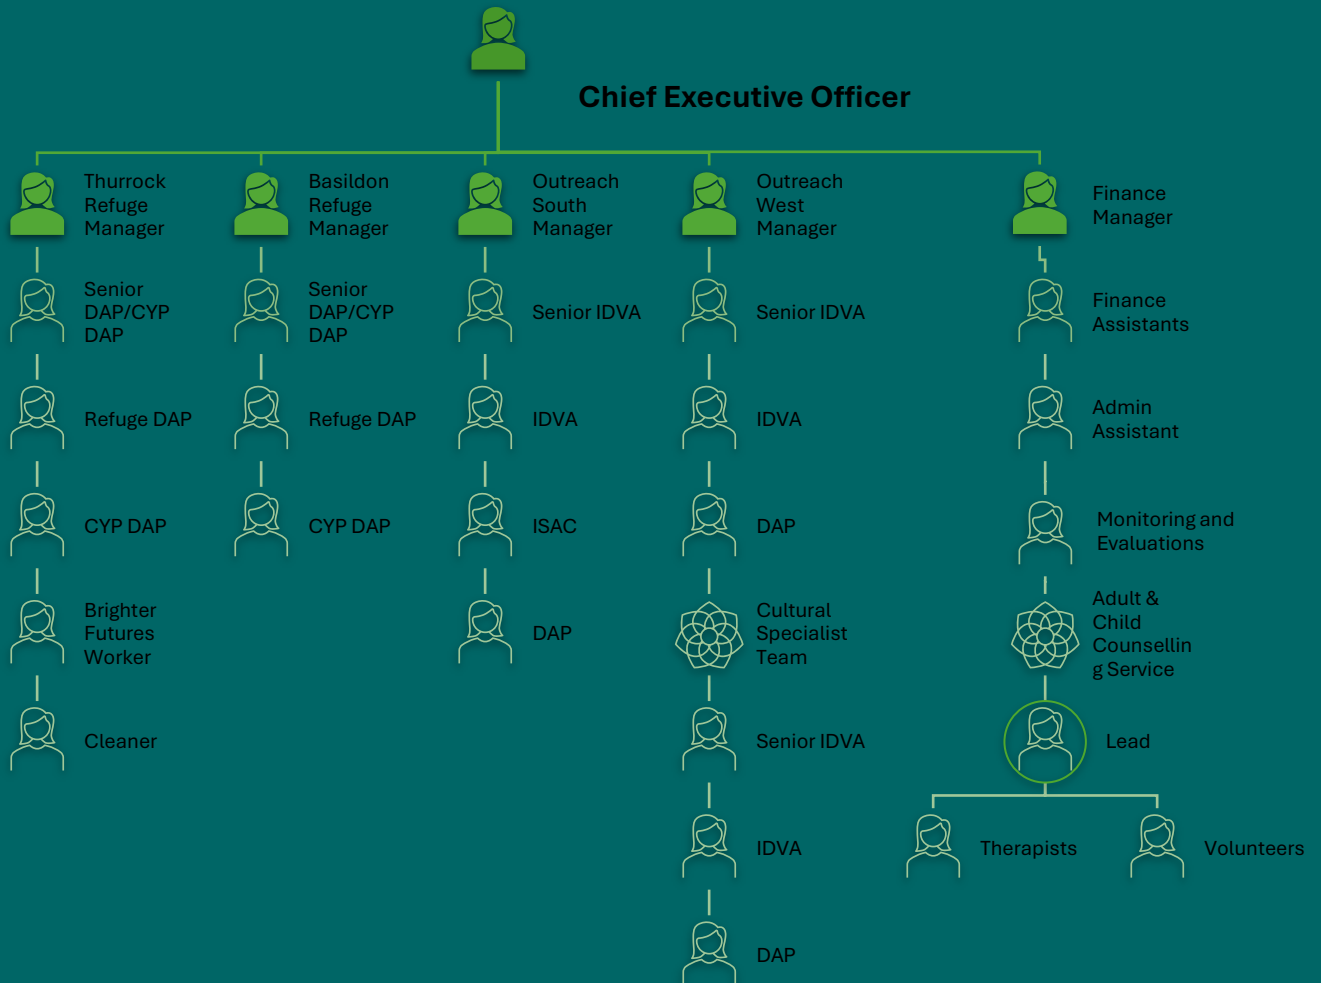 Chief Executive Officer
Thurrock
Refuge
Manager
Basildon
Refuge
Manager
Outreach
South
Manager
Outreach
West
Manager
Finance
Manager
Senior
DAP/CYP
DAP
Senior
DAP/CYP
DAP
Senior IDVA
Senior IDVA
Finance
Assistants
Refuge DAP
Refuge DAP
IDVA
IDVA
Admin
Assistant
CYP DAP
CYP DAP
ISAC
DAP
Monitoring and
Evaluations
Brighter
Futures
Worker
DAP
Cultural
Specialist
Team
Adult &
Child
Counsellin
g Service
Cleaner
Senior IDVA
Lead
IDVA
Therapists
Volunteers
DAP